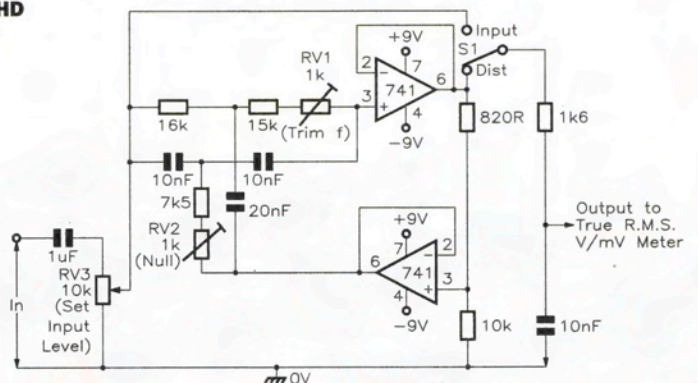 HD
Input
S1
Dist
+9V
2
7
6
741
3
4
-9V
RV1
1k
(Trim f)
16k
15k
10nF
10nF
20nF
7k5
RV2
1k
(Null)
820R
1k6
+9V
7
2
6
741
3
4
-9V
10k
1uF
RV3
10k
(Set
Input
Level)
In
Output to
True R.M.S.
V/mV Meter
10nF
0V